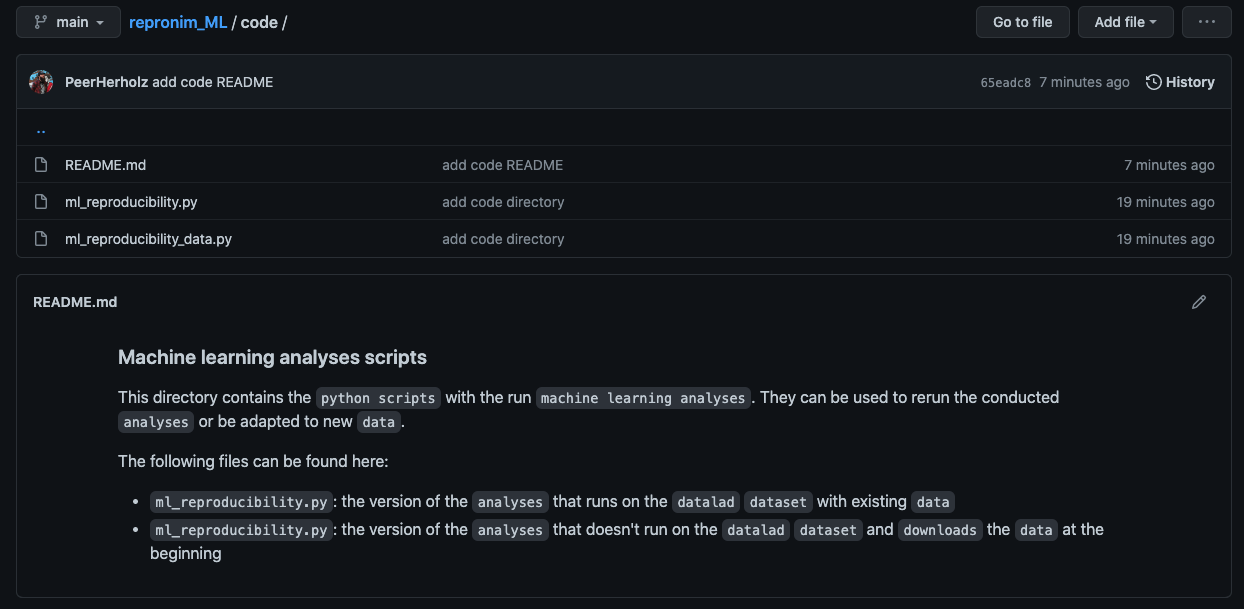 main
repronim_ML / code /
Go to file
Add file
...
PeerHerholz add code README
65eadc8 7 minutes ago
History
..
README.md add code README 7 minutes ago
ml_reproducibility.py add code directory 19 minutes ago
ml_reproducibility_data.py add code directory 19 minutes ago
README.md
Machine learning analyses scripts
This directory contains the python scripts with the run machine learning analyses. They can be used to rerun the conducted
analyses or be adapted to new data.
The following files can be found here:
• ml_reproducibility.py: the version of the analyses that runs on the datalad dataset with existing data
• ml_reproducibility.py: the version of the analyses that doesn't run on the datalad dataset and downloads the data at the
beginning